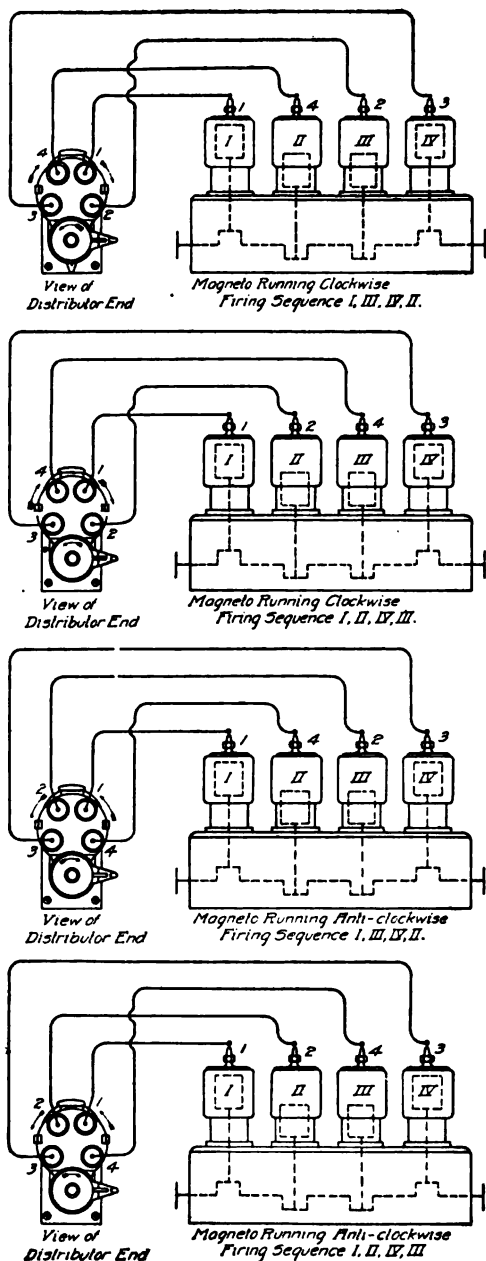 1 4 2 3
I II III IV
4 1
3 2
View of
Distributor End
Magneto Running Clockwise
Firing Sequence I, III, IV, II.
1 2 4 3
I II III IV
4 1
3 2
View of
Distributor End
Magneto Running Clockwise
Firing Sequence I, II, IV, III.
1 4 2 3
I II III IV
2 1
3 4
View of
Distributor End
Magneto Running Anti-clockwise
Firing Sequence I, III, IV, II.
1 2 4 3
I II III IV
2 1
3 4
View of
Distributor End
Magneto Running Anti-clockwise
Firing Sequence I, II, IV, III